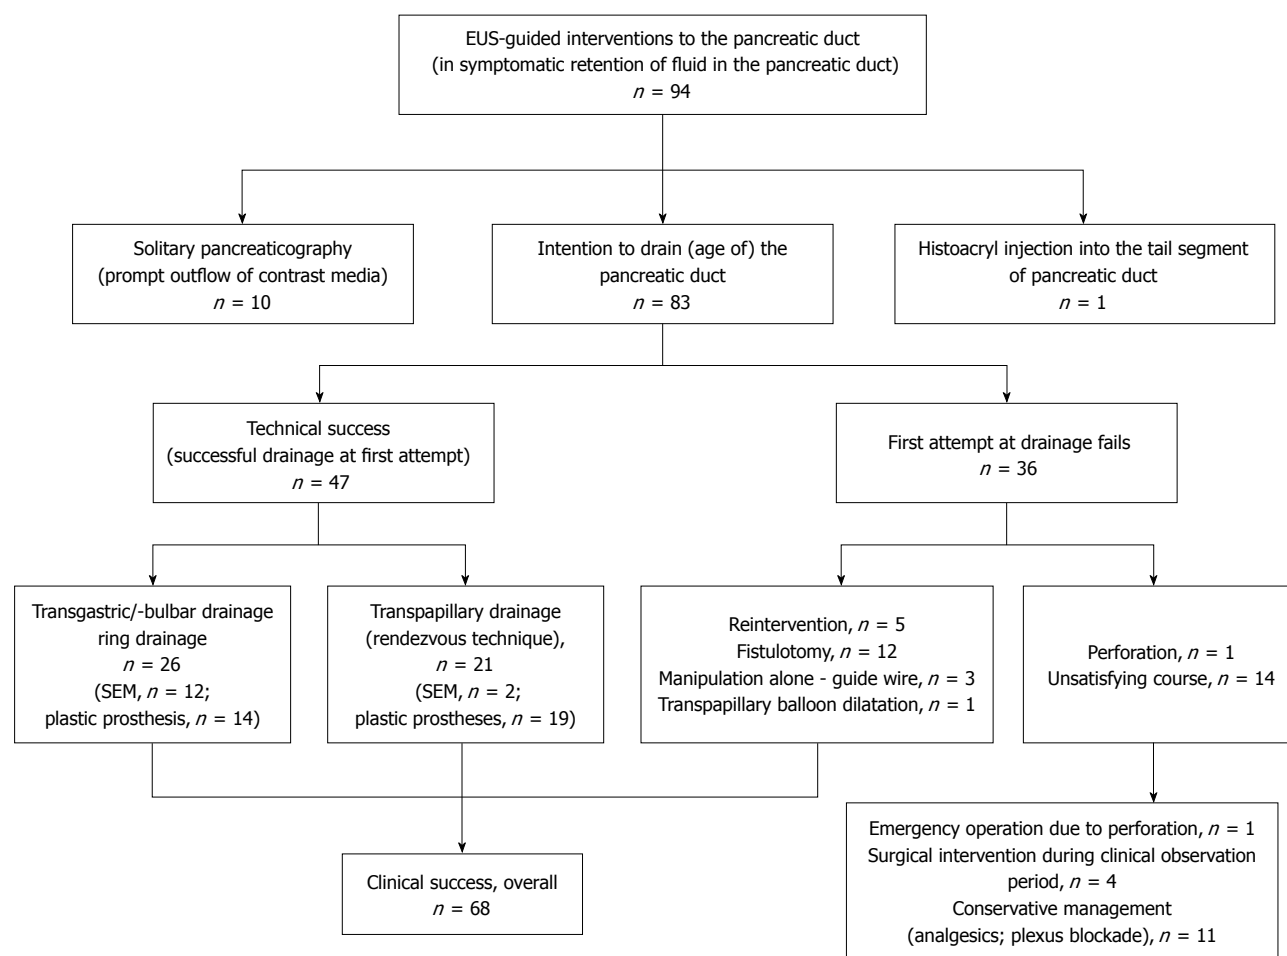 EUS-guided interventions to the pancreatic duct
(in symptomatic retention of fluid in the pancreatic duct)
n = 94
Solitary pancreaticography
(prompt outflow of contrast media)
n = 10
Intention to drain (age of) the
pancreatic duct
n = 83
Histoacryl injection into the tail segment
of pancreatic duct
n = 1
Technical success
(successful drainage at first attempt)
n = 47
First attempt at drainage fails
n = 36
Transgastric/-bulbar drainage
ring drainage
n = 26
(SEM, n = 12;
plastic prosthesis, n = 14)
Transpapillary drainage
(rendezvous technique),
n = 21
(SEM, n = 2;
plastic prostheses, n = 19)
Reintervention, n = 5
Fistulotomy, n = 12
Manipulation alone - guide wire, n = 3
Transpapillary balloon dilatation, n = 1
Perforation, n = 1
Unsatisfying course, n = 14
Clinical success, overall
n = 68
Emergency operation due to perforation, n = 1
Surgical intervention during clinical observation
period, n = 4
Conservative management
(analgesics; plexus blockade), n = 11